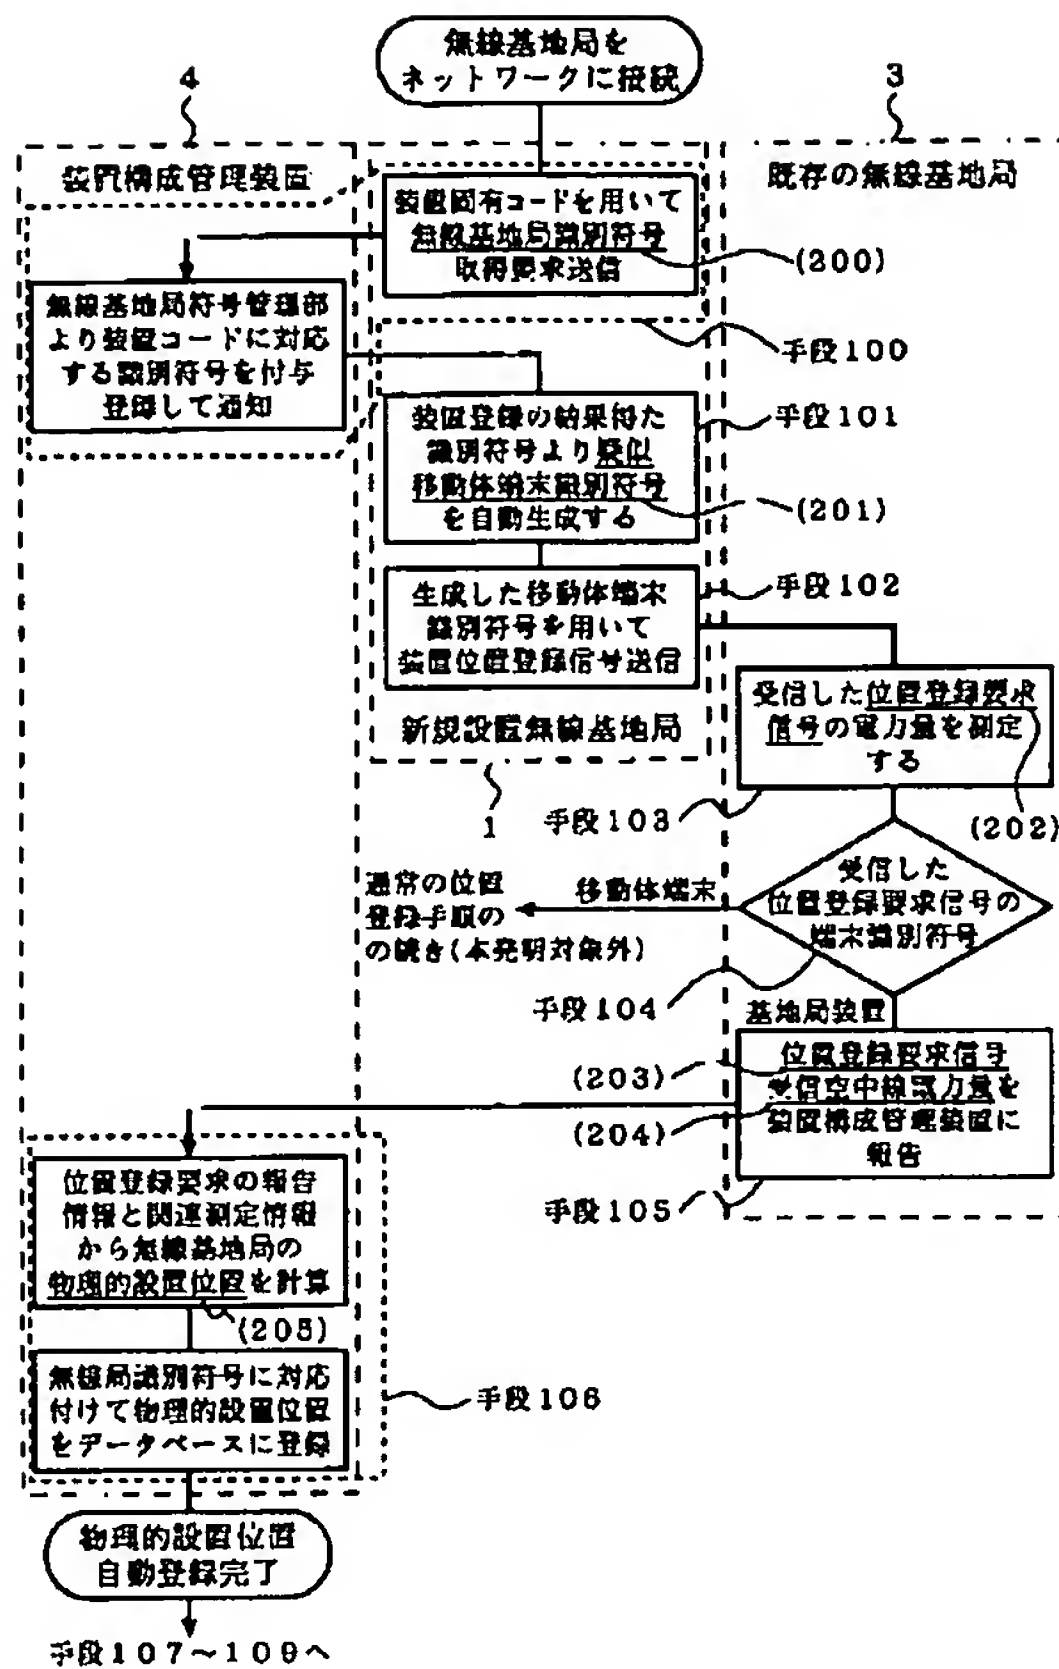 無線基地局を
ネットワークに接続
4
3
装置構成管理装置
既存の無線基地局
装置固有コードを用いて
無線基地局識別符号
取得要求送信
(200)
無線基地局符号管理部
より装置コードに対応
する識別符号を付与
登録して通知
手段100
装置登録の結果得た
識別符号より疑似
移動体端末識別符号
を自動生成する
手段101
(201)
生成した移動体端末
識別符号を用いて
装置位置登録信号送信
手段102
新規設置無線基地局
1
受信した位置登録要求
信号の電力量を測定
する
手段103
(202)
受信した
位置登録要求信号の
端末識別符号
移動体端末
通常の位置
登録手順の
の続き(本発明対象外)
手段104
基地局装置
位置登録要求信号
受信空中線電力量を
装置構成管理装置に
報告
(203)
(204)
手段105
位置登録要求の報告
情報と関連測定情報
から無線基地局の
物理的設置位置を計算
(205)
無線局識別符号に対応
付けて物理的設置位置
をデータベースに登録
手段106
物理的設置位置
自動登録完了
手段107〜109へ